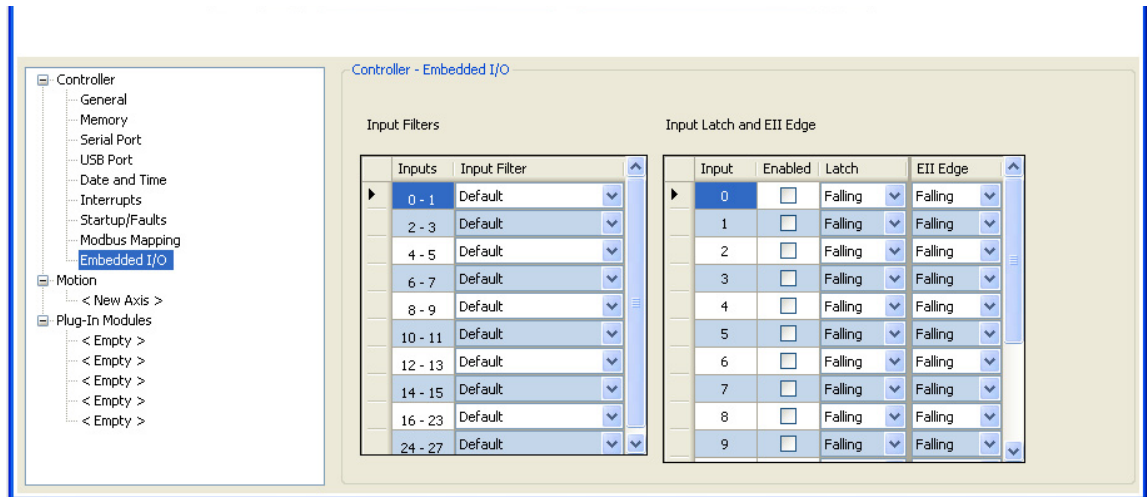 Controller
General
Memory
Serial Port
USB Port
Date and Time
Interrupts
Startup/Faults
Modbus Mapping
Embedded I/O
Motion
< New Axis >
Plug-In Modules
< Empty >
< Empty >
< Empty >
< Empty >
< Empty >
Controller - Embedded I/O
Input Filters
Inputs Input Filter
0 - 1 Default
2 - 3 Default
4 - 5 Default
6 - 7 Default
8 - 9 Default
10 - 11 Default
12 - 13 Default
14 - 15 Default
16 - 23 Default
24 - 27 Default
Input Latch and EII Edge
Input Enabled Latch EII Edge
0 Falling Falling
1 Falling Falling
2 Falling Falling
3 Falling Falling
4 Falling Falling
5 Falling Falling
6 Falling Falling
7 Falling Falling
8 Falling Falling
9 Falling Falling